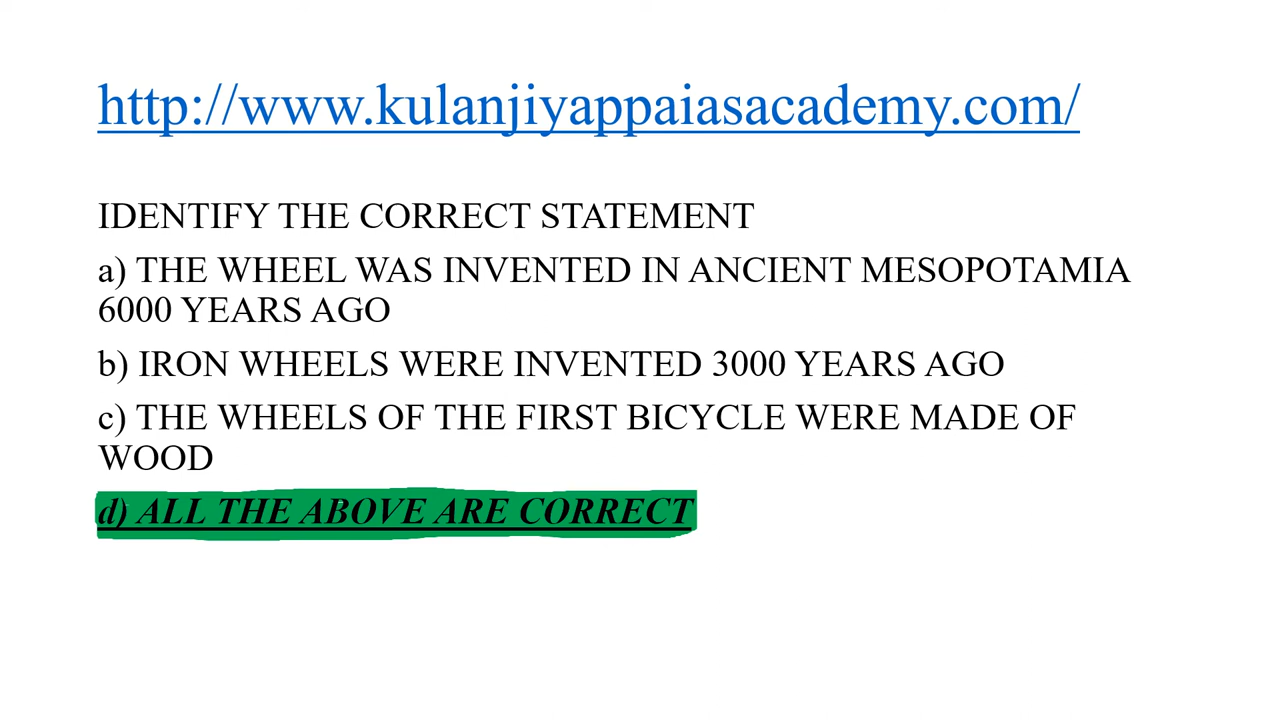 http://www.kulanjiyappaiasacademy.com/
IDENTIFY THE CORRECT STATEMENT
a) THE WHEEL WAS INVENTED IN ANCIENT MESOPOTAMIA
6000 YEARS AGO
b) IRON WHEELS WERE INVENTED 3000 YEARS AGO
c) THE WHEELS OF THE FIRST BICYCLE WERE MADE OF
WOOD
d) ALL THE ABOVE ARE CORRECT